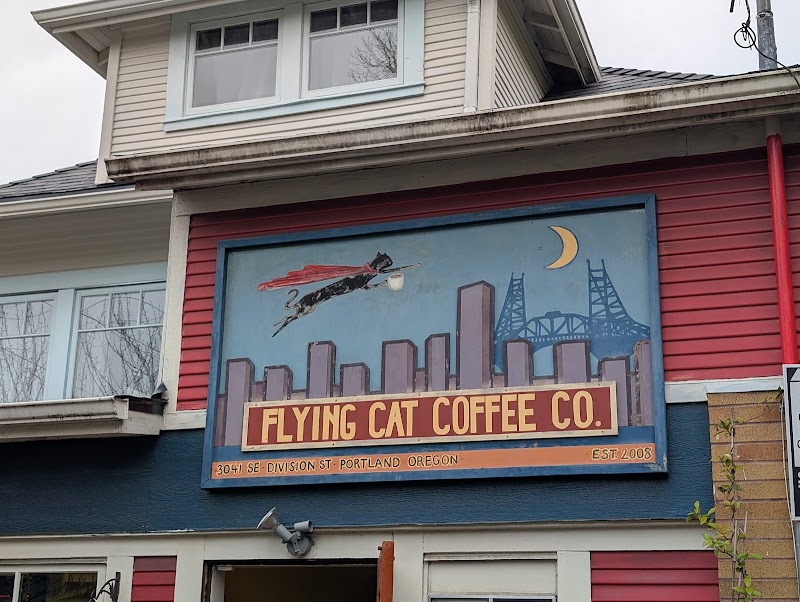 FLYING CAT COFFEE CO.
3041 SE · DIVISION ST · PORTLAND OREGON · EST. 2008